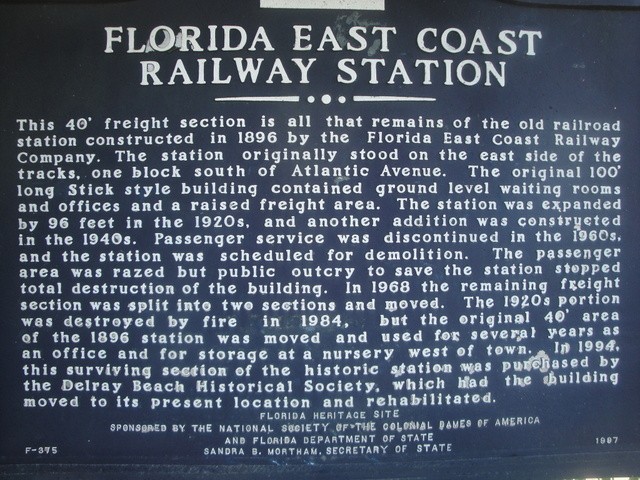 FLORIDA EAST COAST
RAILWAY STATION
This 40' freight section is all that remains of the old railroad
station constructed in 1896 by the Florida East Coast Railway
Company. The station originally stood on the east side of the
tracks, one block south of Atlantic Avenue. The original 100'
long Stick style building contained ground level waiting rooms
and offices and a raised freight area. The station was expanded
by 96 feet in the 1920s, and another addition was constructed
in the 1940s. Passenger service was discontinued in the 1960s,
and the station was scheduled for demolition. The passenger
area was razed but public outcry to save the station stopped
total destruction of the building. In 1968 the remaining freight
section was split into two sections and moved. The 1920s portion
was destroyed by fire in 1984, but the original 40' area
of the 1896 station was moved and used for several years as
an office and for storage at a nursery west of town. In 1994,
this surviving section of the historic station was purchased by
the Delray Beach Historical Society, which had the building
moved to its present location and rehabilitated.
FLORIDA HERITAGE SITE
SPONSORED BY THE NATIONAL SOCIETY OF THE COLONIAL DAMES OF AMERICA
AND FLORIDA DEPARTMENT OF STATE
F-375 SANDRA B. MORTHAM, SECRETARY OF STATE 1997